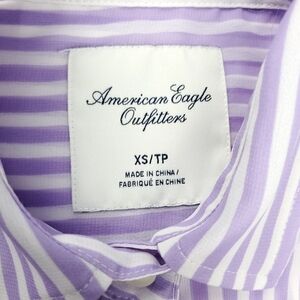 American Eagle
Outfitters
XS/TP
MADE IN CHINA/
FABRIQUÉ EN CHINE